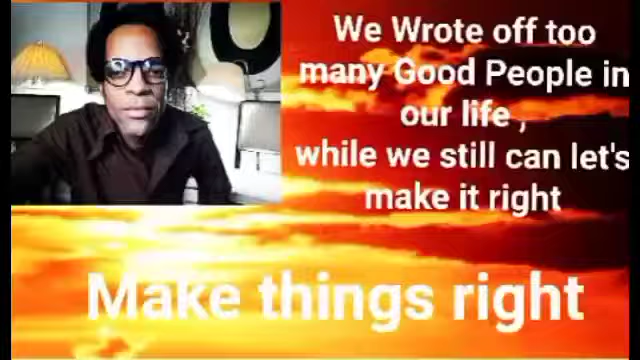 We Wrote off too
many Good People in
our life ,
while we still can let's
make it right
Make things right